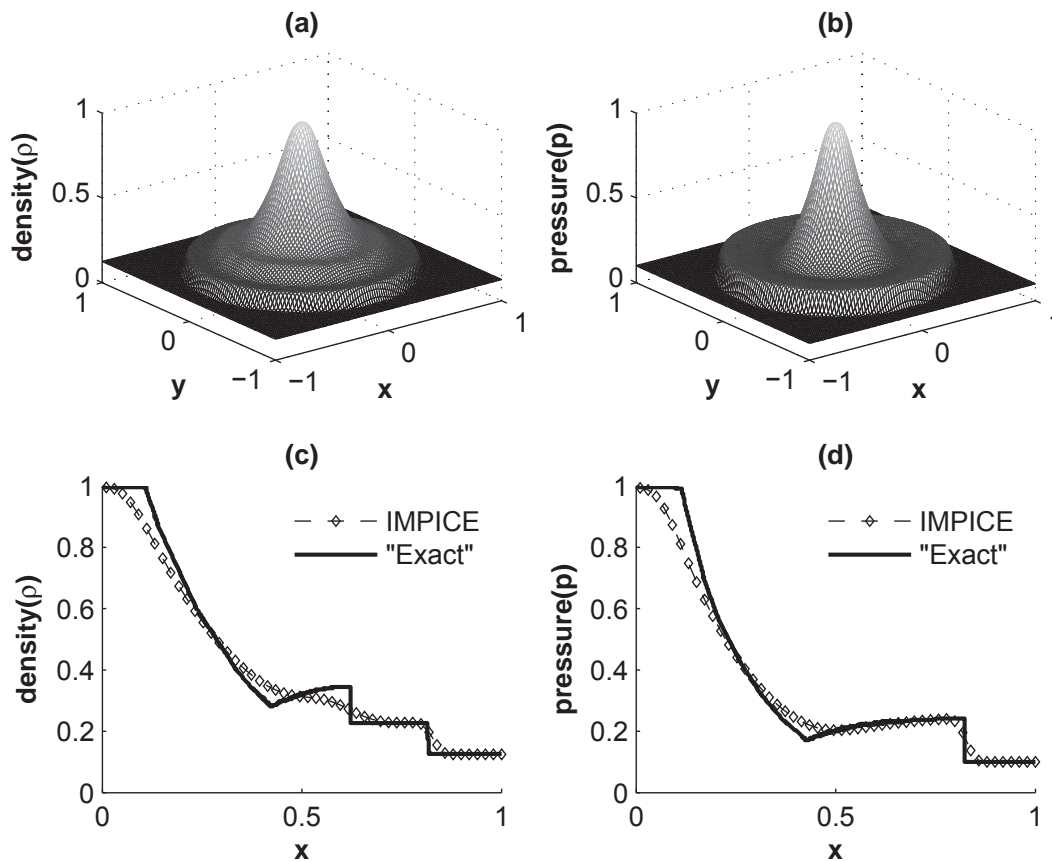 (a)
(b)
1
0.5
0
density(ρ)
1
0
−1
y
−1
0
1
x
1
0.5
0
pressure(p)
1
0
−1
y
−1
0
1
x
(c)
(d)
1
0.8
0.6
0.4
0.2
0
density(ρ)
IMPICE
"Exact"
0
0.5
1
x
1
0.8
0.6
0.4
0.2
0
pressure(p)
IMPICE
"Exact"
0
0.5
1
x